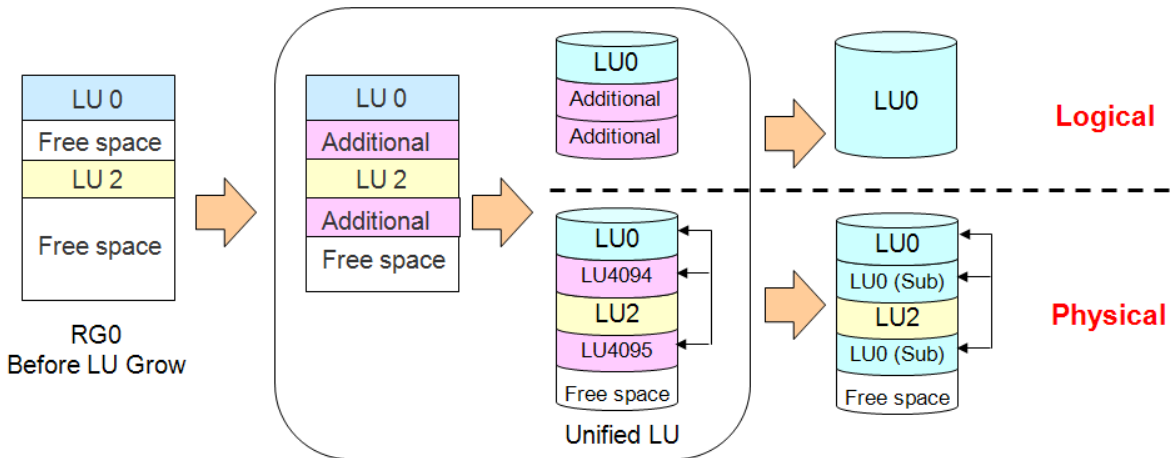 LU 0
Free space
LU 2
Free space
RG0
Before LU Grow
LU 0
Additional
LU 2
Additional
Free space
LU0
Additional
Additional
LU0
LU4094
LU2
LU4095
Free space
Unified LU
LU0
Logical
LU0
LU0 (Sub)
LU2
LU0 (Sub)
Free space
Physical